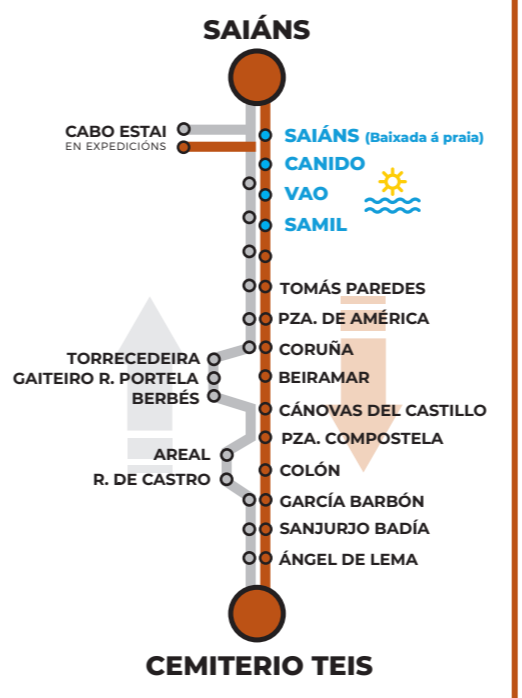 SAIÁNS
CABO ESTAI
EN EXPEDICIÓNS
SAIÁNS (Baixada á praia)
CANIDO
VAO
SAMIL
TOMÁS PAREDES
PZA. DE AMÉRICA
CORUÑA
TORRECEDEIRA
GAITEIRO R. PORTELA
BERBÉS
BEIRAMAR
CÁNOVAS DEL CASTILLO
PZA. COMPOSTELA
AREAL
R. DE CASTRO
COLÓN
GARCÍA BARBÓN
SANJURJO BADÍA
ÁNGEL DE LEMA
CEMITERIO TEIS